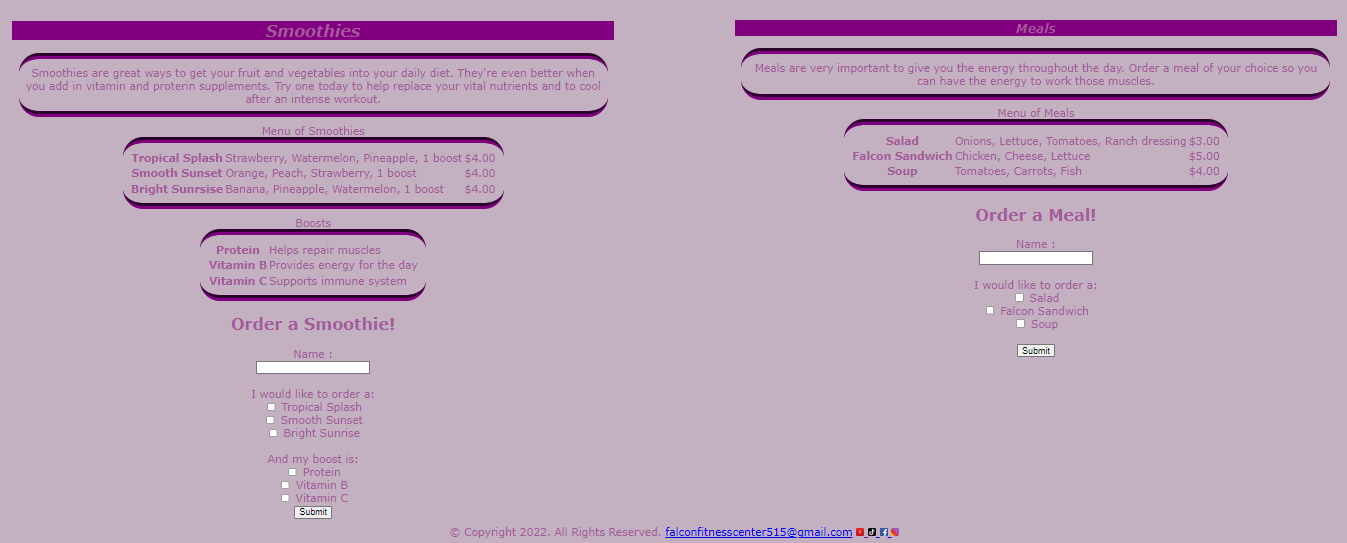 Smoothies
Smoothies are great ways to get your fruit and vegetables into your daily diet. They're even better when
you add in vitamin and proterin supplements. Try one today to help replace your vital nutrients and to cool
after an intense workout.
Menu of Smoothies
Tropical Splash Strawberry, Watermelon, Pineapple, 1 boost $4.00
Smooth Sunset Orange, Peach, Strawberry, 1 boost $4.00
Bright Sunrsise Banana, Pineapple, Watermelon, 1 boost $4.00
Boosts
Protein Helps repair muscles
Vitamin B Provides energy for the day
Vitamin C Supports immune system
Order a Smoothie!
Name :
I would like to order a:
Tropical Splash
Smooth Sunset
Bright Sunrise
And my boost is:
Protein
Vitamin B
Vitamin C
Submit
Meals
Meals are very important to give you the energy throughout the day. Order a meal of your choice so you
can have the energy to work those muscles.
Menu of Meals
Salad Onions, Lettuce, Tomatoes, Ranch dressing $3.00
Falcon Sandwich Chicken, Cheese, Lettuce $5.00
Soup Tomatoes, Carrots, Fish $4.00
Order a Meal!
Name :
I would like to order a:
Salad
Falcon Sandwich
Soup
Submit
© Copyright 2022. All Rights Reserved. falconfitnesscenter515@gmail.com